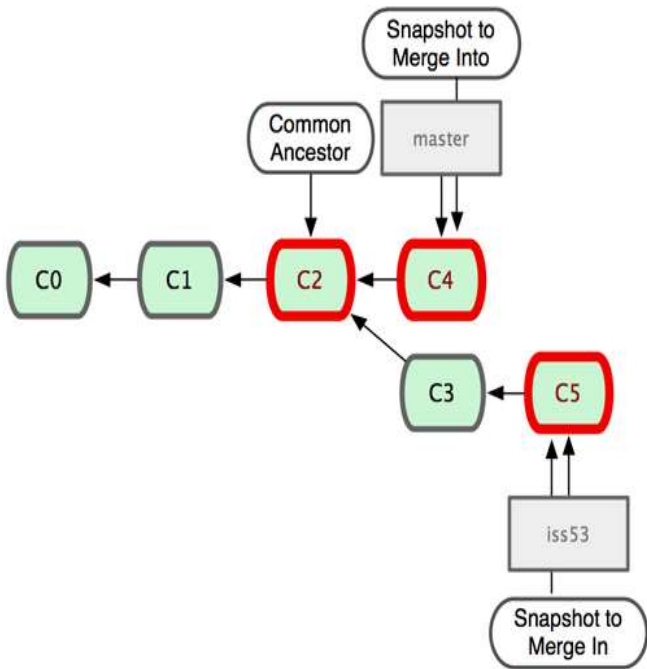 Snapshot to
Merge Into
Common
Ancestor
master
C0
C1
C2
C4
C3
C5
iss53
Snapshot to
Merge In